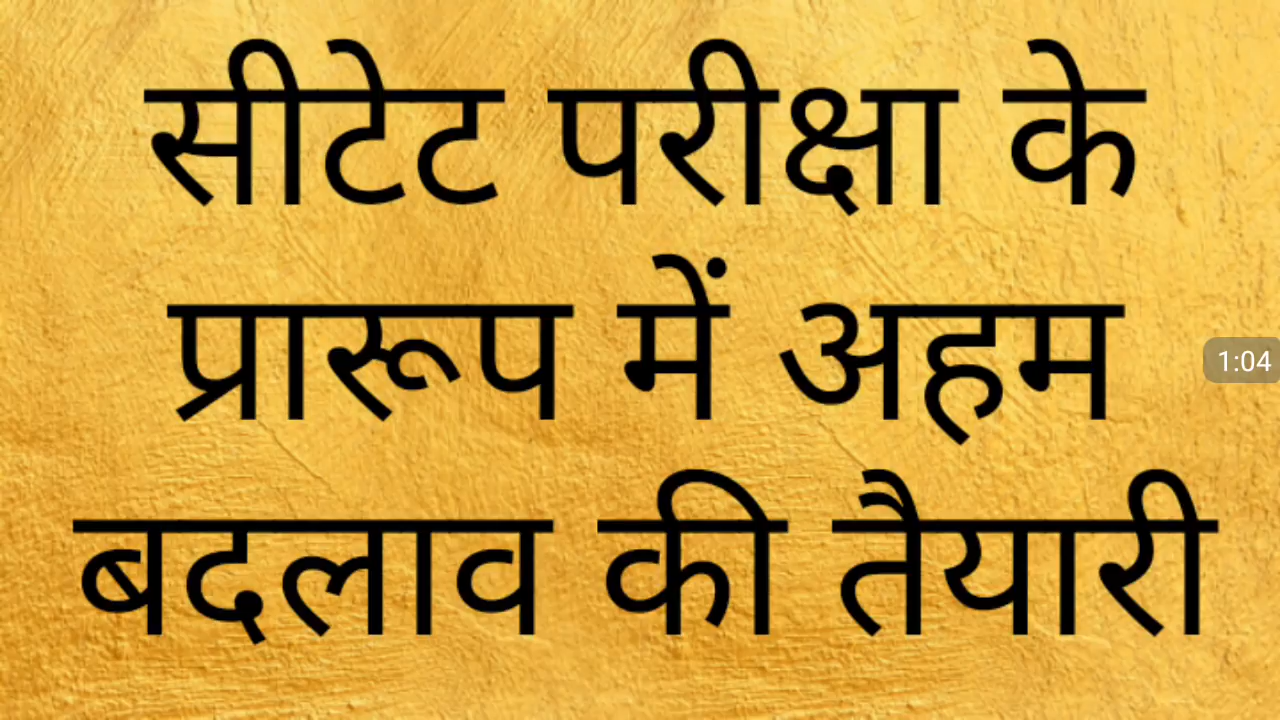 सीटेट परीक्षा के
प्रारूप में अहम
1:04
बदलाव की तैयारी